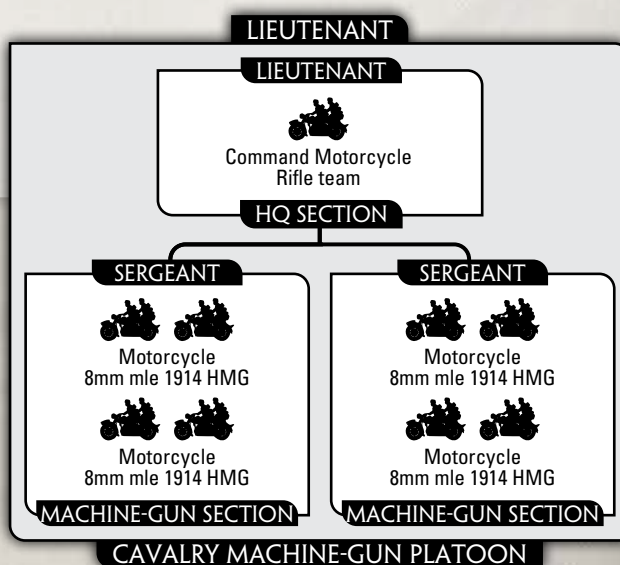 LIEUTENANT
LIEUTENANT
Command Motorcycle
Rifle team
HQ SECTION
SERGEANT
Motorcycle
8mm mle 1914 HMG
Motorcycle
8mm mle 1914 HMG
MACHINE-GUN SECTION
SERGEANT
Motorcycle
8mm mle 1914 HMG
Motorcycle
8mm mle 1914 HMG
MACHINE-GUN SECTION
CAVALRY MACHINE-GUN PLATOON